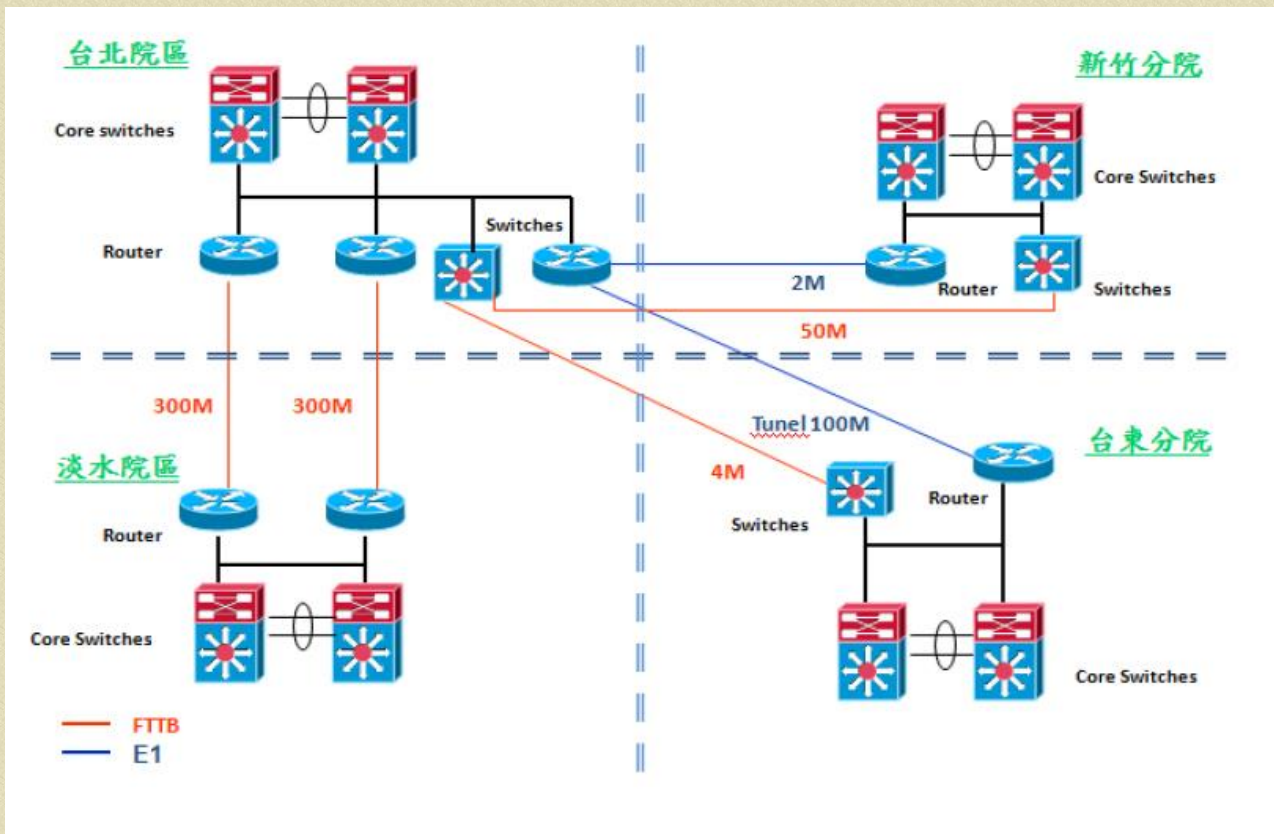 台北院區
Core switches
Router
Switches
新竹分院
Core Switches
Router
Switches
2M
50M
300M
300M
淡水院區
Router
Core Switches
Tunel 100M
4M
台東分院
Router
Switches
Core Switches
FTTB
E1